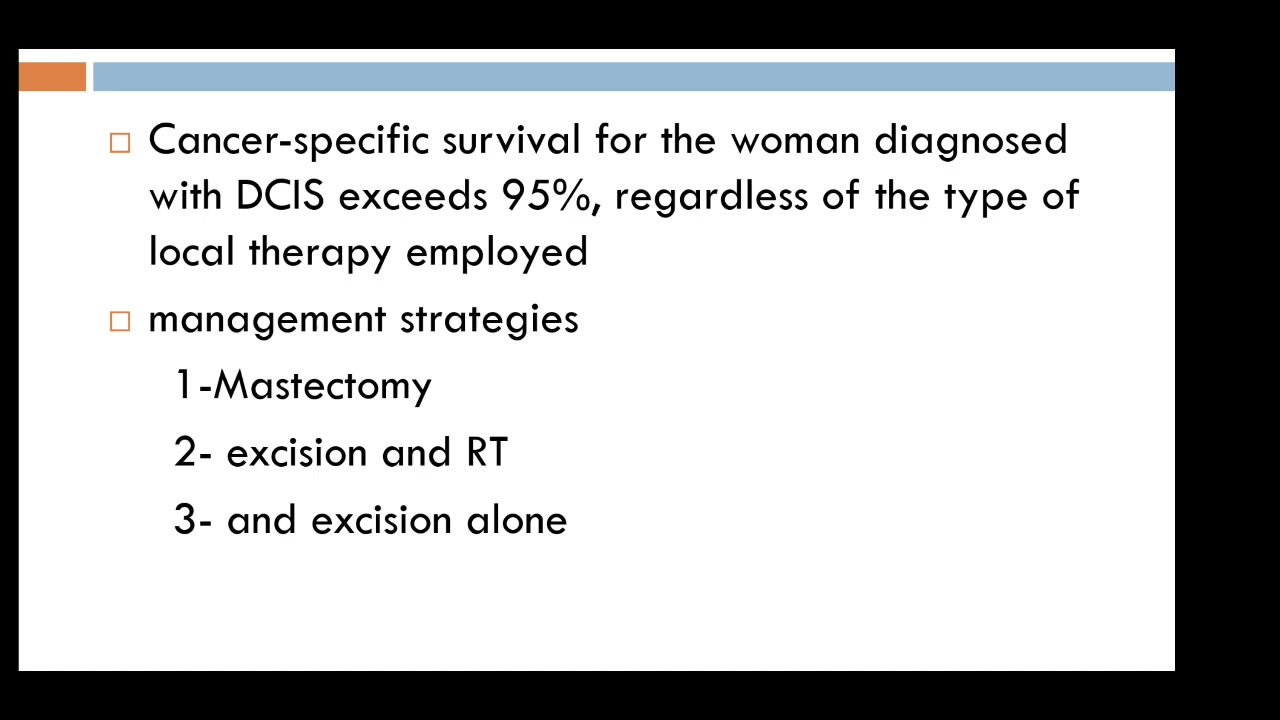 Cancer-specific survival for the woman diagnosed
with DCIS exceeds 95%, regardless of the type of
local therapy employed
management strategies
1-Mastectomy
2- excision and RT
3- and excision alone